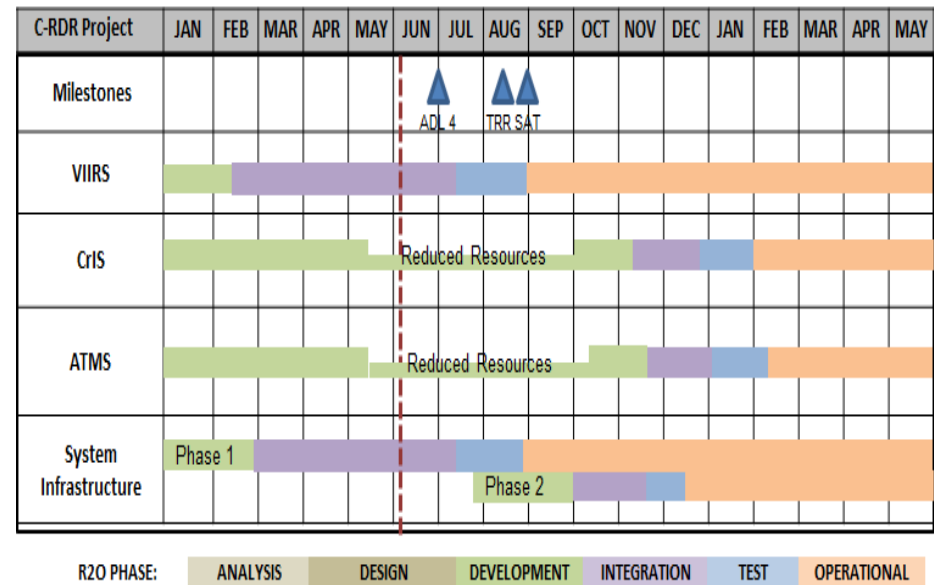 C-RDR Project JAN FEB MAR APR MAY JUN JUL AUG SEP OCT NOV DEC JAN FEB MAR APR MAY
Milestones
ADL 4 TRR SAT
VIIRS
CrIS Reduced Resources
ATMS Reduced Resources
System
Infrastructure
Phase 1
Phase 2
R2O PHASE: ANALYSIS DESIGN DEVELOPMENT INTEGRATION TEST OPERATIONAL